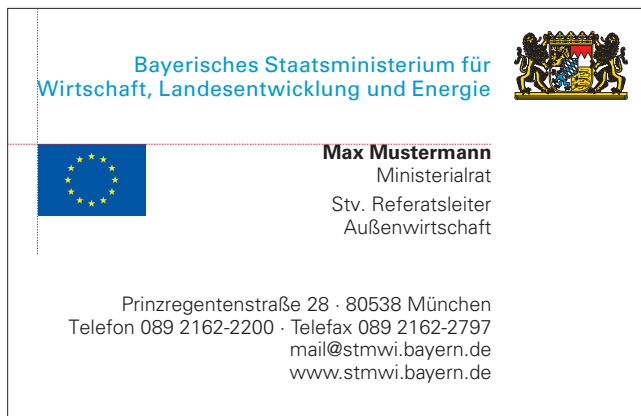 Bayerisches Staatsministerium für
Wirtschaft, Landesentwicklung und Energie
Max Mustermann
Ministerialrat
Stv. Referatsleiter
Außenwirtschaft
Prinzregentenstraße 28 · 80538 München
Telefon 089 2162-2200 · Telefax 089 2162-2797
mail@stmwi.bayern.de
www.stmwi.bayern.de